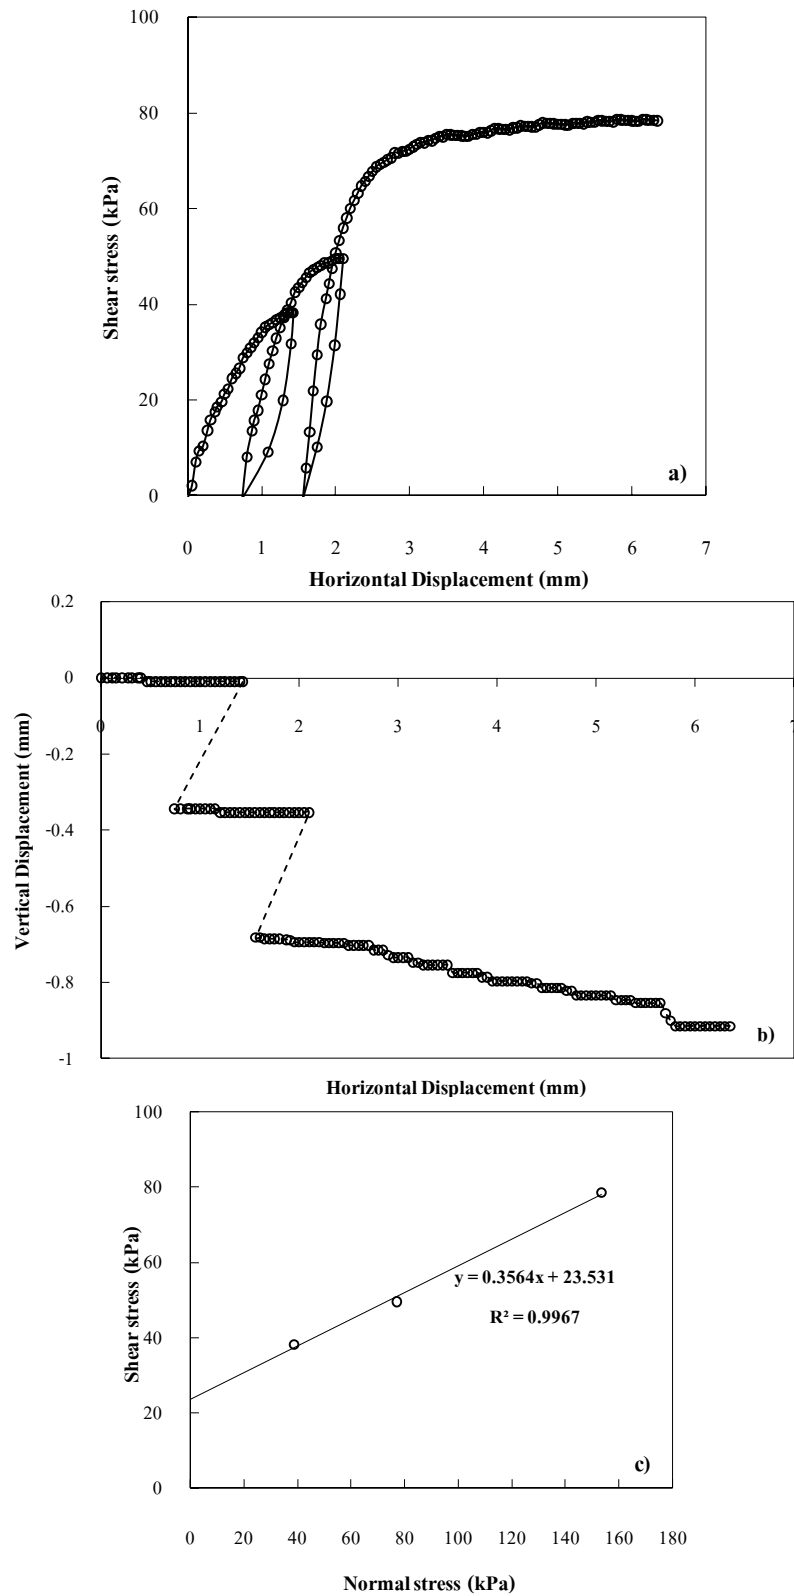 100
80
60
40
20
0
Shear stress (kPa)
a)
0 1 2 3 4 5 6 7
Horizontal Displacement (mm)
0.2
0
-0.2
-0.4
-0.6
-0.8
-1
Vertical Displacement (mm)
0 1 2 3 4 5 6 7
b)
Horizontal Displacement (mm)
100
80
60
40
20
0
Shear stress (kPa)
y = 0.3564x + 23.531
R² = 0.9967
c)
0 20 40 60 80 100 120 140 160 180
Normal stress (kPa)